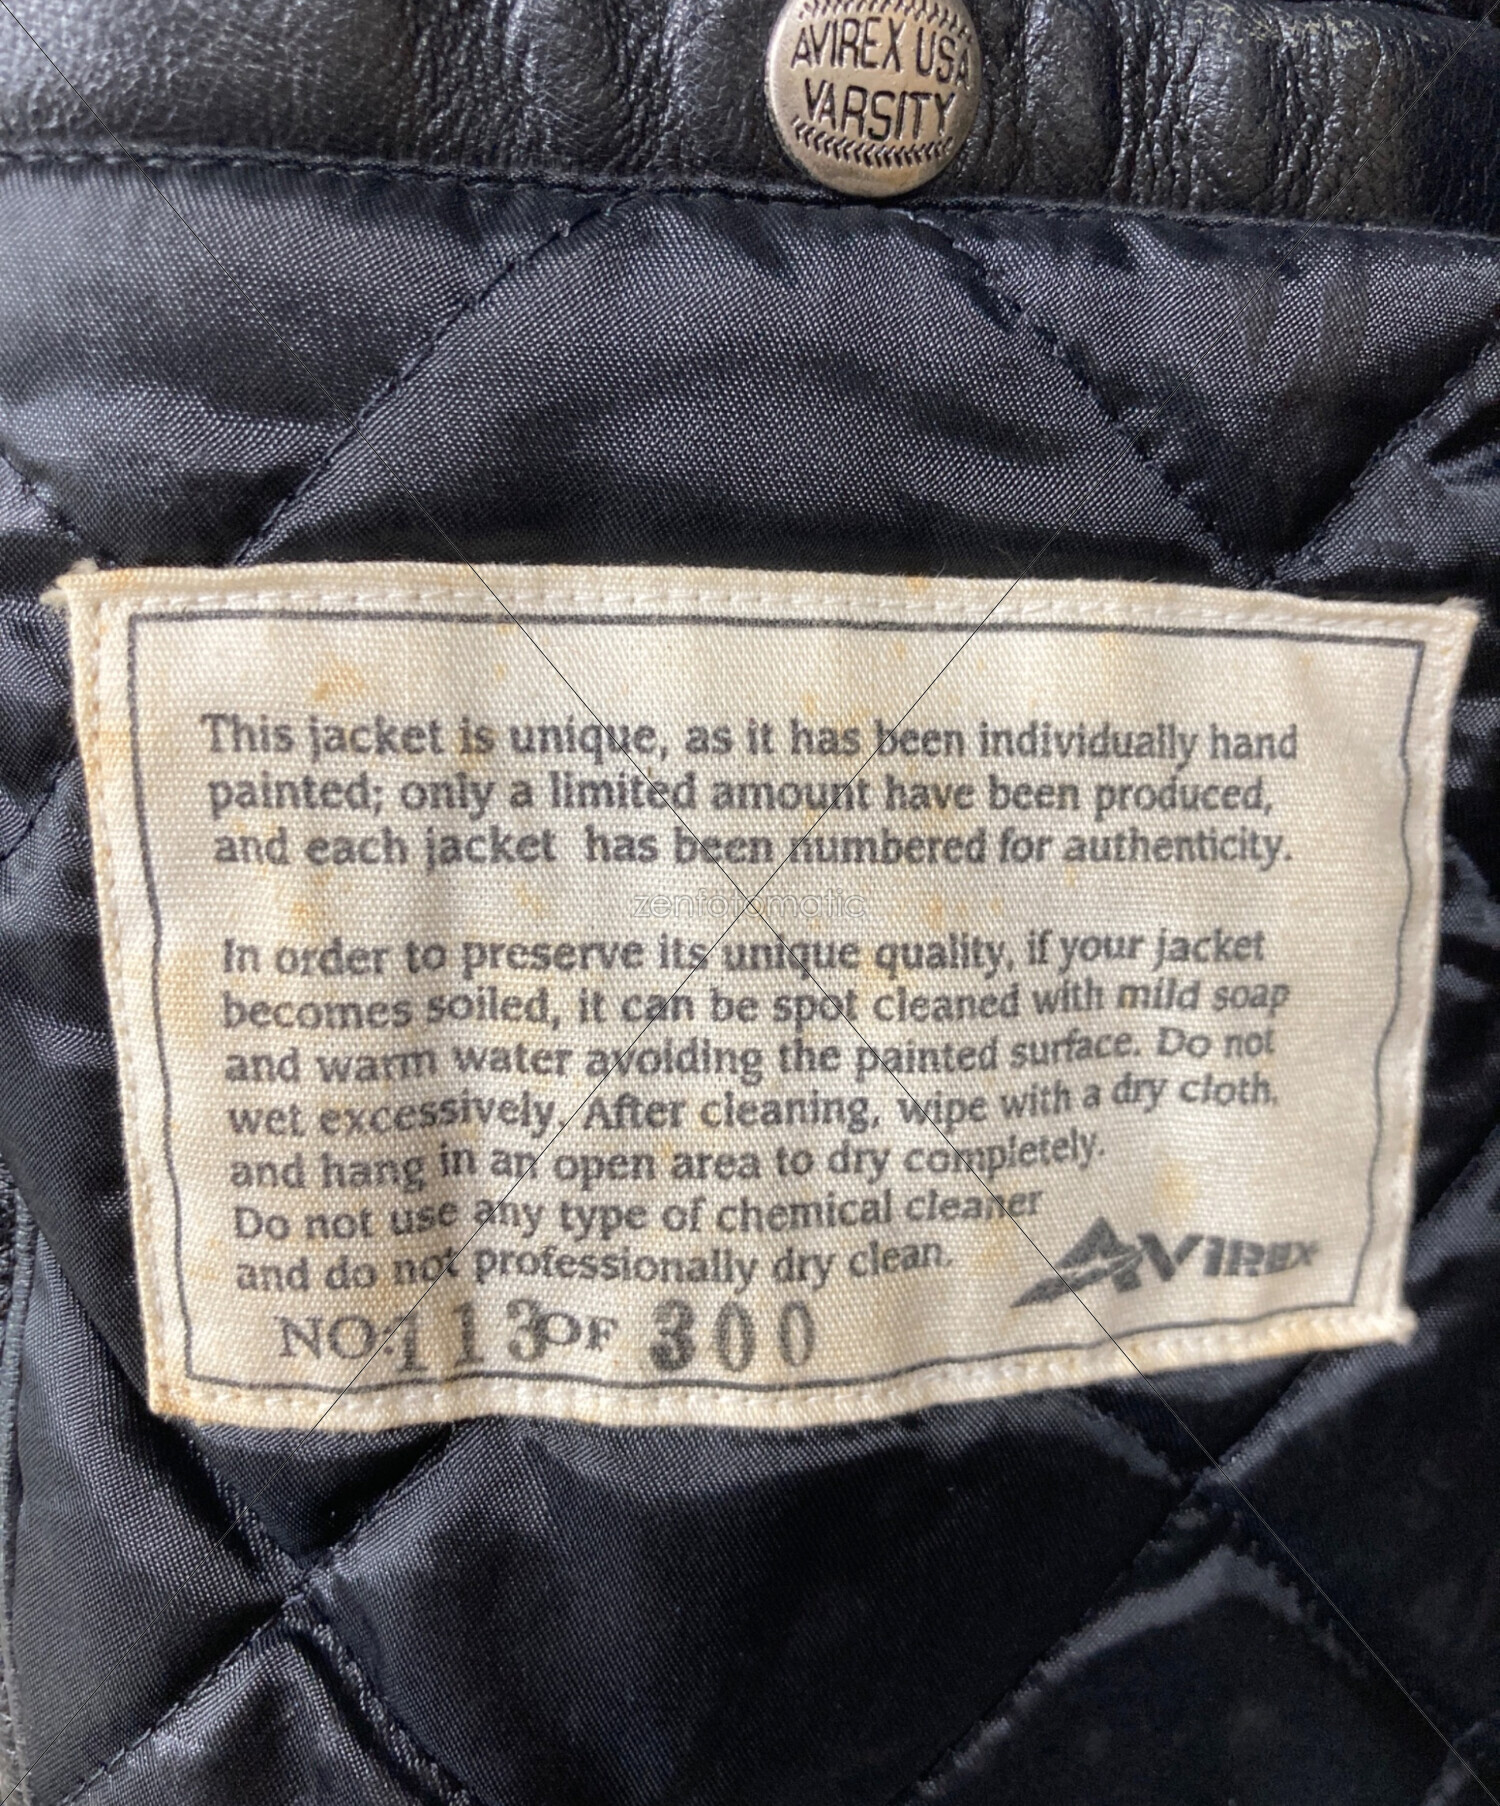 AVIREX USA
VARSITY
This jacket is unique, as it has been individually hand
painted; only a limited amount have been produced,
and each jacket has been numbered for authenticity.
zenfotomatic
In order to preserve its unique quality, if your jacket
becomes soiled, it can be spot cleaned with mild soap
and warm water avoiding the painted surface. Do not
wet excessively. After cleaning, wipe with a dry cloth.
and hang in an open area to dry completely.
Do not use any type of chemical cleaner
and do not professionally dry clean.
AVIREX
NO: 113 OF 300